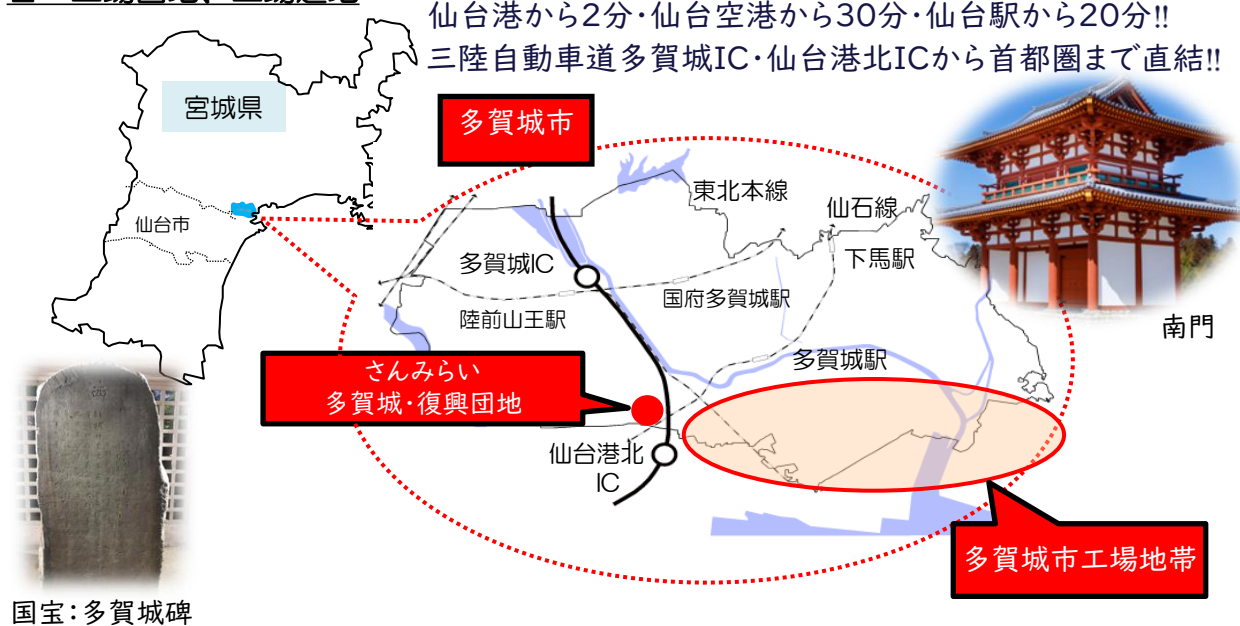 仙台港から2分・仙台空港から30分・仙台駅から20分!!
三陸自動車道多賀城IC・仙台港北ICから首都圏まで直結!!
宮城県
仙台市
多賀城市
東北本線
仙石線
下馬駅
多賀城IC
国府多賀城駅
陸前山王駅
南門
多賀城駅
さんみらい
多賀城・復興団地
仙台港北
IC
多賀城市工場地帯
国宝:多賀城碑